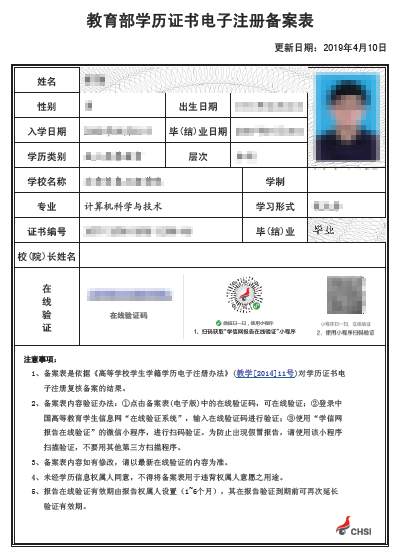 教育部学历证书电子注册备案表
更新日期：2019年4月10日
姓名
性别
出生日期
入学日期
毕(结)业日期
学历类别
层次
学校名称
学制
专业
计算机科学与技术
学习形式
证书编号
毕(结)业
毕业
校(院)长姓名
在线验证
在线验证码
微信扫一扫，使用小程序
1、扫码获取“学信网报告在线验证”小程序
小程序扫一扫，在线验证
2、使用小程序扫码验证
注意事项：
1、备案表是依据《高等学校学生学籍学历电子注册办法》(教学[2014]11号)对学历证书电
子注册复核备案的结果。
2、备案表内容验证办法：①点击备案表(电子版)中的在线验证码，可在线验证；②登录中
国高等教育学生信息网“在线验证系统”，输入在线验证码进行验证；③使用“学信网
报告在线验证”的微信小程序，进行扫码验证。为防止出现假冒报告，请使用该小程序
扫描验证，不要用其他第三方扫描程序。
3、备案表内容如有修改，请以最新在线验证的内容为准。
4、未经学历信息权属人同意，不得将备案表用于违背权属人意愿之用途。
5、报告在线验证有效期由报告权属人设置（1~6个月），其在报告验证到期前可再次延长
验证有效期。
CHSI